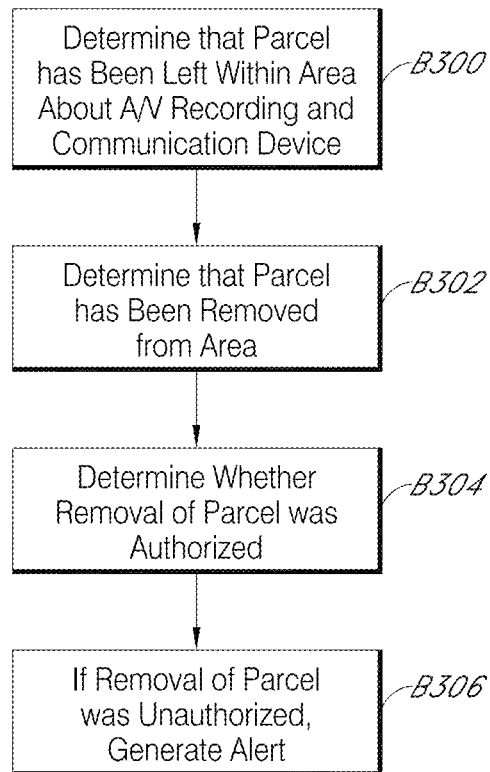 Determine that Parcel
has Been Left Within Area
About A/V Recording and
Communication Device
B300
Determine that Parcel
has Been Removed
from Area
B302
Determine Whether
Removal of Parcel was
Authorized
B304
If Removal of Parcel
was Unauthorized,
Generate Alert
B306